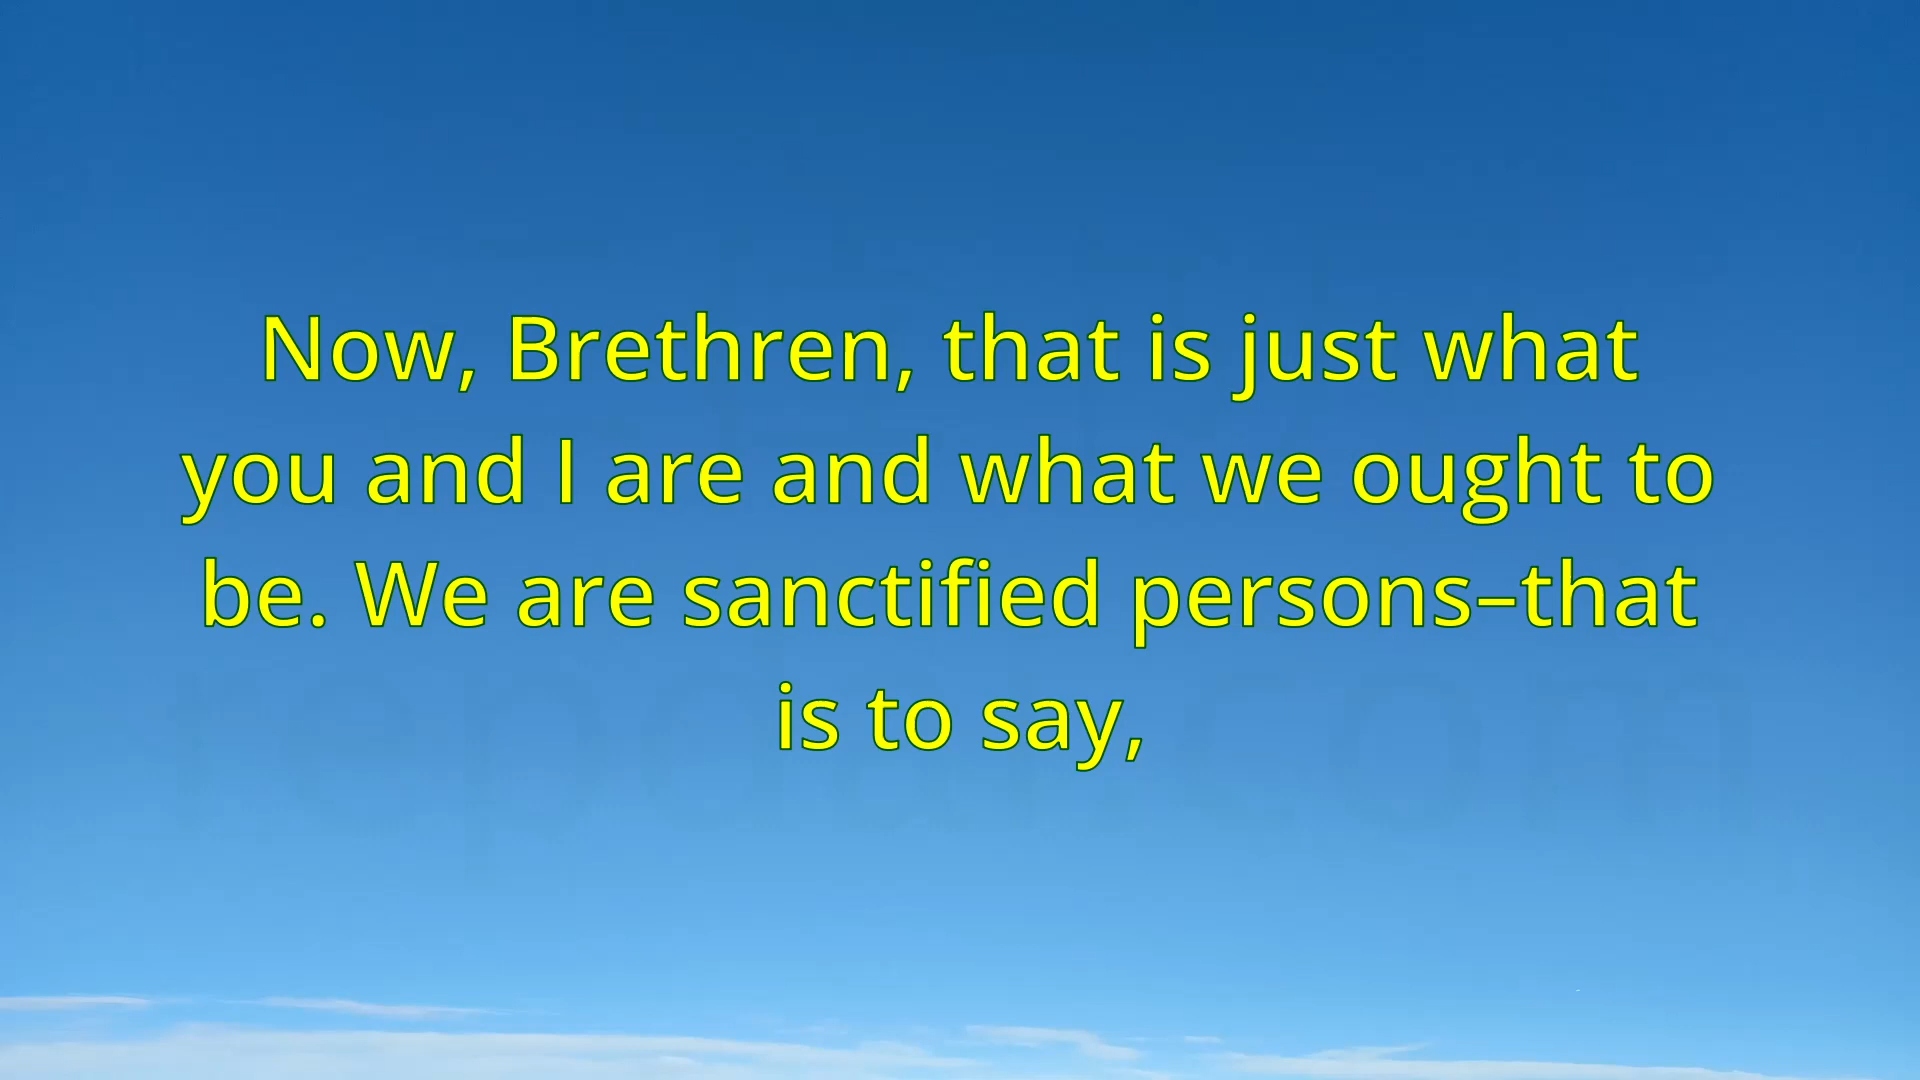 Now, Brethren, that is just what
you and I are and what we ought to
be. We are sanctified persons–that
is to say,